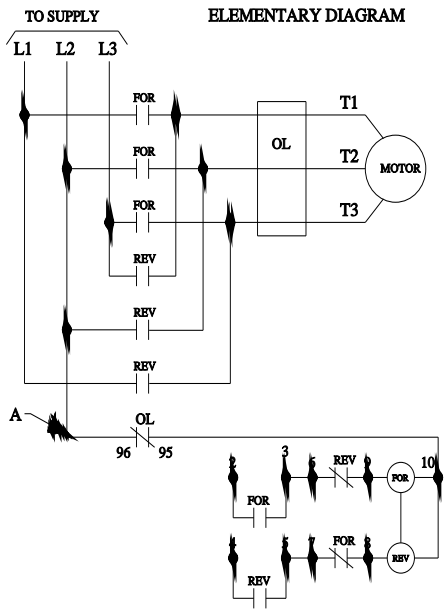 TO SUPPLY ELEMENTARY DIAGRAM
L1 L2 L3
FOR T1
OL
FOR T2 MOTOR
FOR T3
REV
REV
REV
A OL
96 95
2 3 6 REV 9 FOR 10
FOR
4 5 7 FOR 8 REV
REV